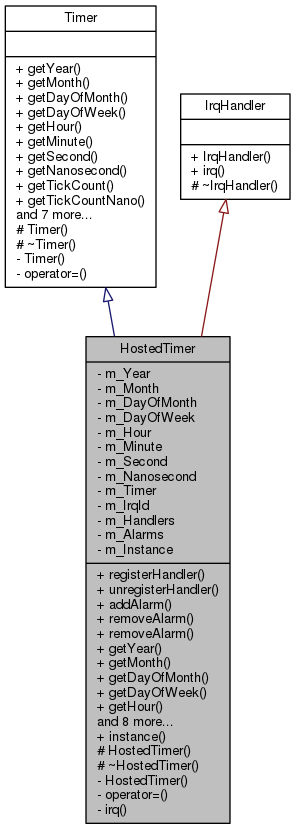 Timer
+ getYear()
+ getMonth()
+ getDayOfMonth()
+ getDayOfWeek()
+ getHour()
+ getMinute()
+ getSecond()
+ getNanosecond()
+ getTickCount()
+ getTickCountNano()
and 7 more...
# Timer()
# ~Timer()
- Timer()
- operator=()
IrqHandler
+ IrqHandler()
+ irq()
# ~IrqHandler()
HostedTimer
- m_Year
- m_Month
- m_DayOfMonth
- m_DayOfWeek
- m_Hour
- m_Minute
- m_Second
- m_Nanosecond
- m_Timer
- m_IrqId
- m_Handlers
- m_Alarms
- m_Instance
+ registerHandler()
+ unregisterHandler()
+ addAlarm()
+ removeAlarm()
+ removeAlarm()
+ getYear()
+ getMonth()
+ getDayOfMonth()
+ getDayOfWeek()
+ getHour()
and 8 more...
+ instance()
# HostedTimer()
# ~HostedTimer()
- HostedTimer()
- operator=()
- irq()